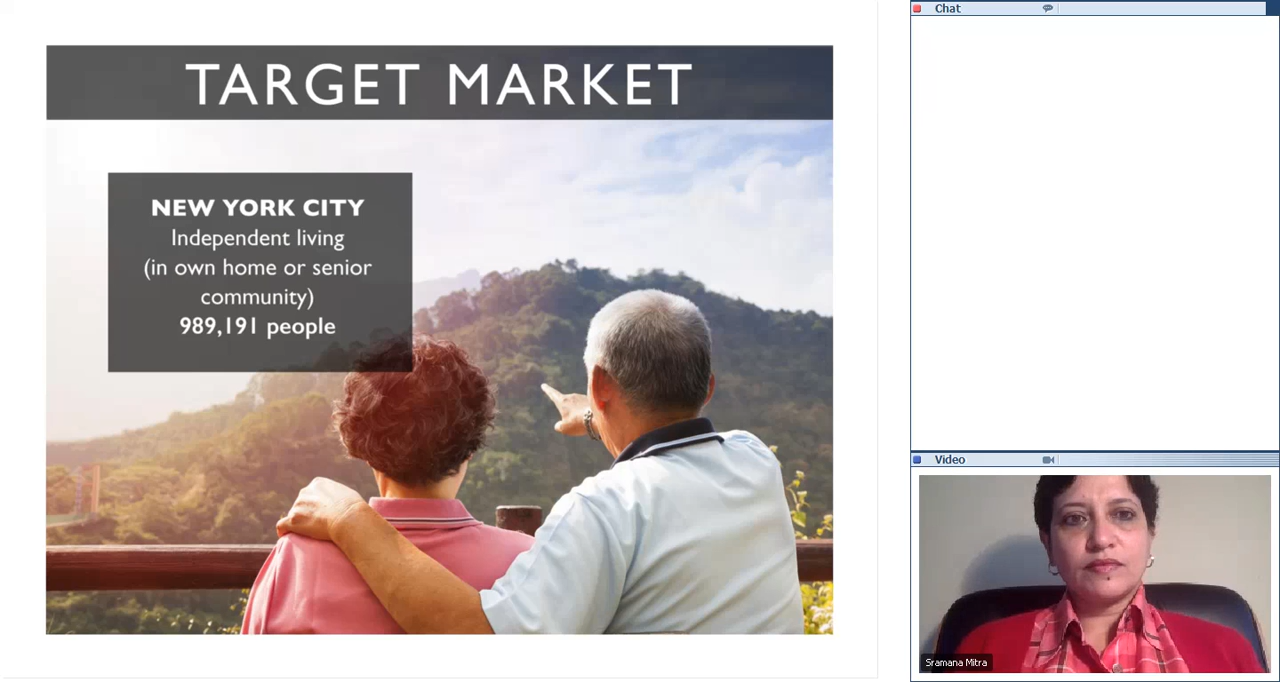 TARGET MARKET
NEW YORK CITY
Independent living
(in own home or senior
community)
989,191 people
Chat
Video
Sramana Mitra